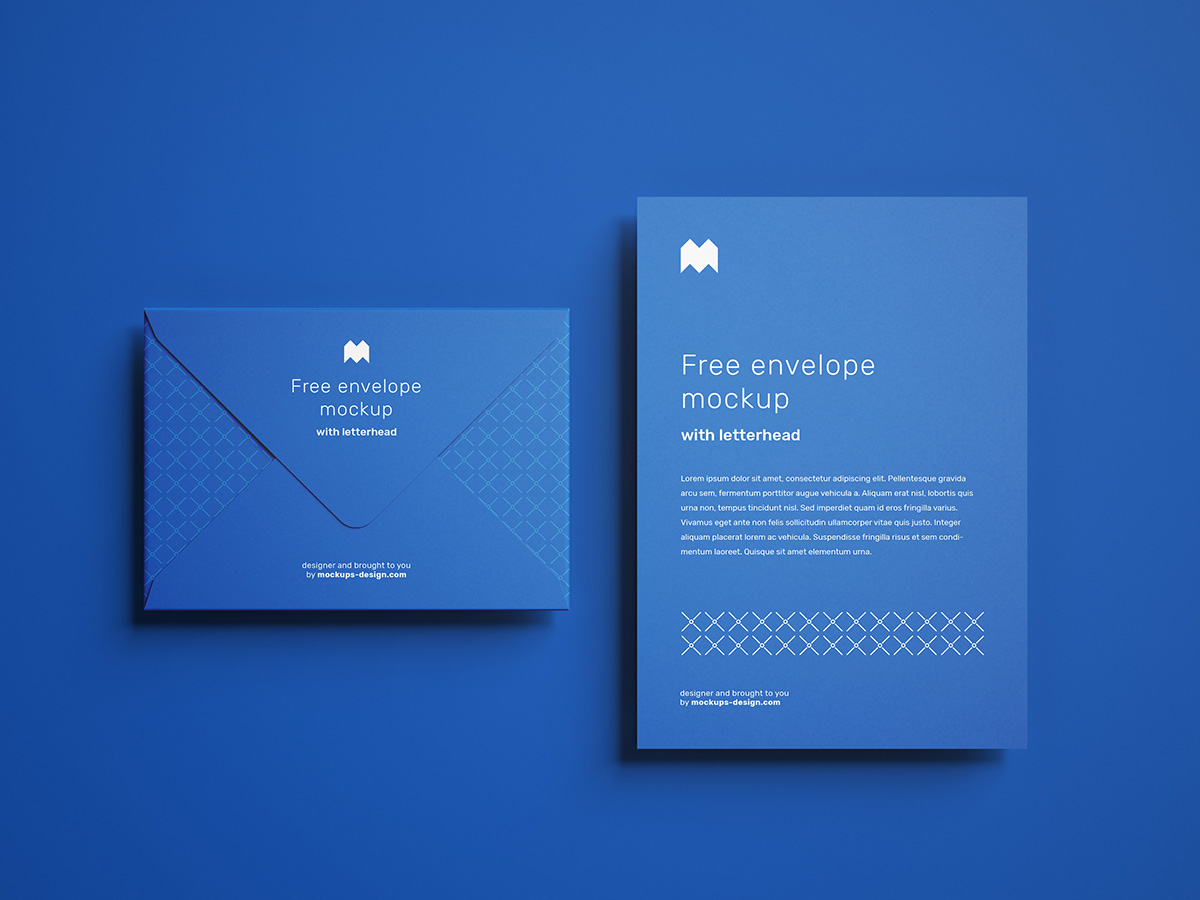 Free envelope
mockup
with letterhead
designer and brought to you
by mockups-design.com
Free envelope
mockup
with letterhead
Lorem ipsum dolor sit amet, consectetur adipiscing elit. Pellentesque gravida
arcu sem, fermentum porttitor augue vehicula a. Aliquam erat nisl, lobortis quis
urna non, tempus tincidunt nisl. Sed imperdiet quam id eros fringilla varius.
Vivamus eget ante non felis sollicitudin ullamcorper vitae quis justo. Integer
aliquam placerat lorem ac vehicula. Suspendisse fringilla risus et sem condi-
mentum laoreet. Quisque sit amet elementum urna.
designer and brought to you
by mockups-design.com